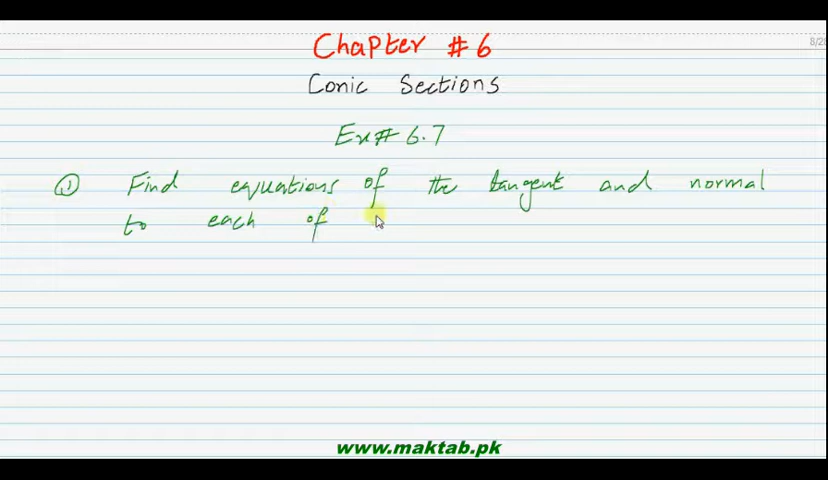 Chapter # 6
Conic Sections
Ex# 6.7
① Find equations of the tangent and normal
to each of
www.maktab.pk